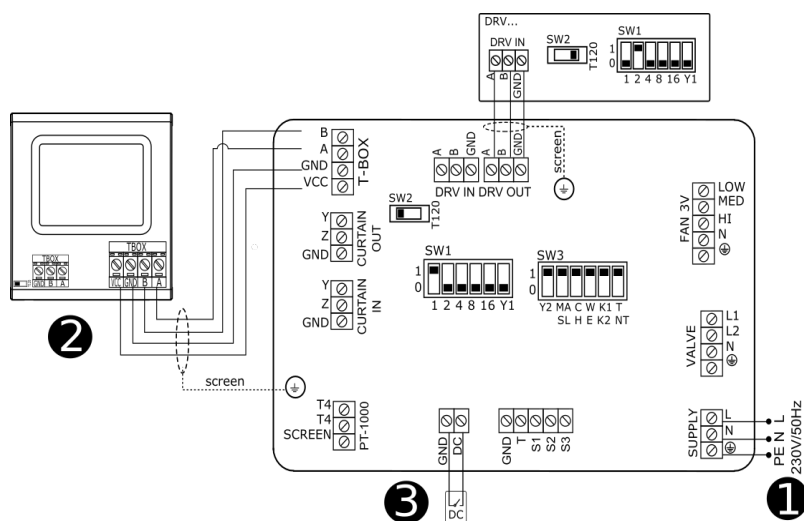 DRV...
DRV IN
A B GND
SW2
T120
SW1
1
0
1 2 4 8 16 Y1
B
A
GND
VCC
T-BOX
A B GND
A B GND
DRV IN DRV OUT
screen
SW2
T120
Y
Z
GND
CURTAIN OUT
SW1
1
0
1 2 4 8 16 Y1
SW3
1
0
Y2 MA C W K1 T
SL H E K2 NT
Y
Z
GND
CURTAIN IN
FAN 3V
LOW
MED
HI
N
VALVE
L1
L2
N
TBOX
GND B A
TBOX
VCC GND B A
2
screen
T4
T4
SCREEN
PT-1000
GND DC
GND T S1 S2 S3
SUPPLY
L
N
PE N L
230V/50Hz
3
DC
1